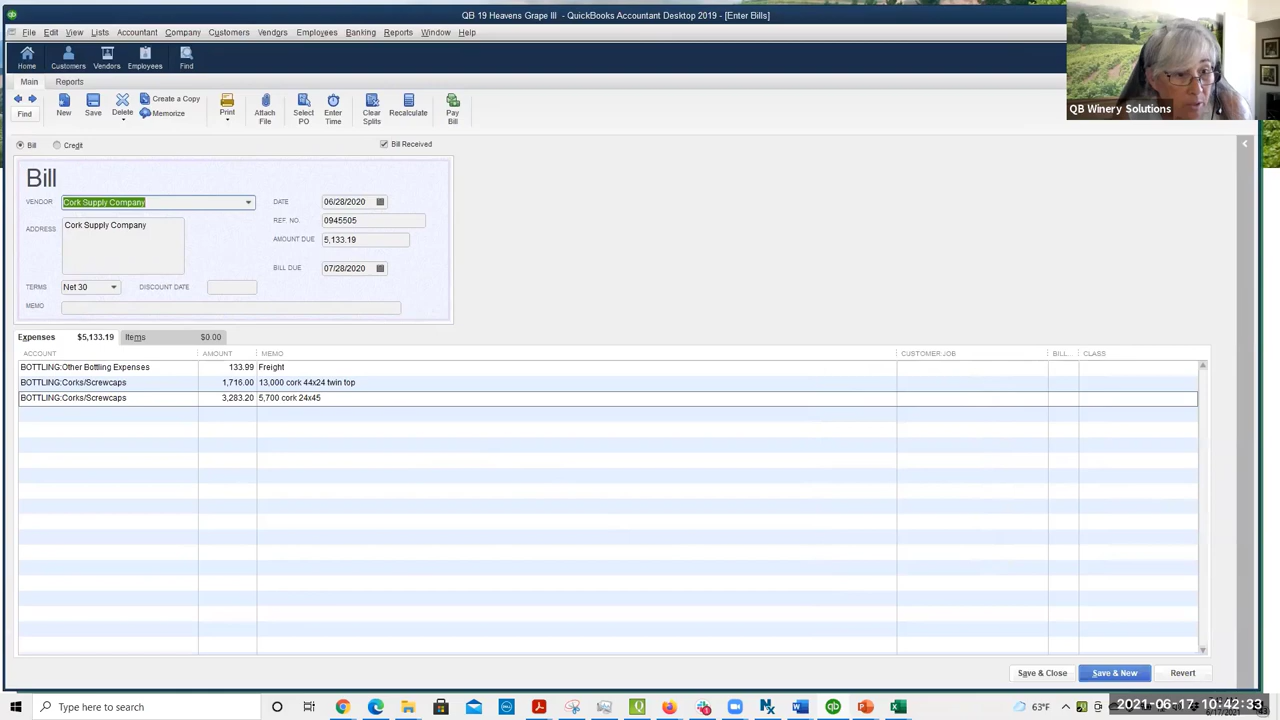 QB 19 Heavens Grape III - QuickBooks Accountant Desktop 2019 - [Enter Bills]
File Edit View Lists Accountant Company Customers Vendors Employees Banking Reports Window Help
Home Customers Vendors Employees Find
QB Winery Solutions
Main Reports
Find New Save Delete Create a Copy Memorize Print Attach File Select PO Enter Time Clear Splits Recalculate Pay Bill
Bill Credit Bill Received
Bill
VENDOR Cork Supply Company DATE 06/28/2020
ADDRESS Cork Supply Company REF. NO. 0945505
AMOUNT DUE 5,133.19
BILL DUE 07/28/2020
TERMS Net 30 DISCOUNT DATE
MEMO
Expenses $5,133.19 Items $0.00
ACCOUNT AMOUNT MEMO CUSTOMER:JOB BILL... CLASS
BOTTLING:Other Bottling Expenses 133.99 Freight
BOTTLING:Corks/Screwcaps 1,716.00 13,000 cork 44x24 twin top
BOTTLING:Corks/Screwcaps 3,283.20 5,700 cork 24x45
Save & Close Save & New Revert
Type here to search 63°F 2021-06-17 10:42:33